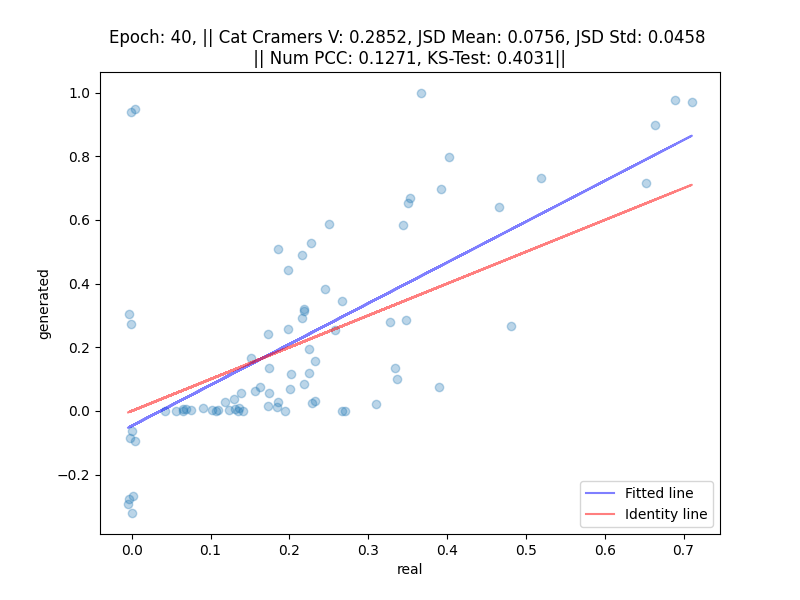 Epoch: 40, || Cat Cramers V: 0.2852, JSD Mean: 0.0756, JSD Std: 0.0458
|| Num PCC: 0.1271, KS-Test: 0.4031||
1.0
0.8
0.6
0.4
0.2
0.0
−0.2
generated
Fitted line
Identity line
0.0 0.1 0.2 0.3 0.4 0.5 0.6 0.7
real